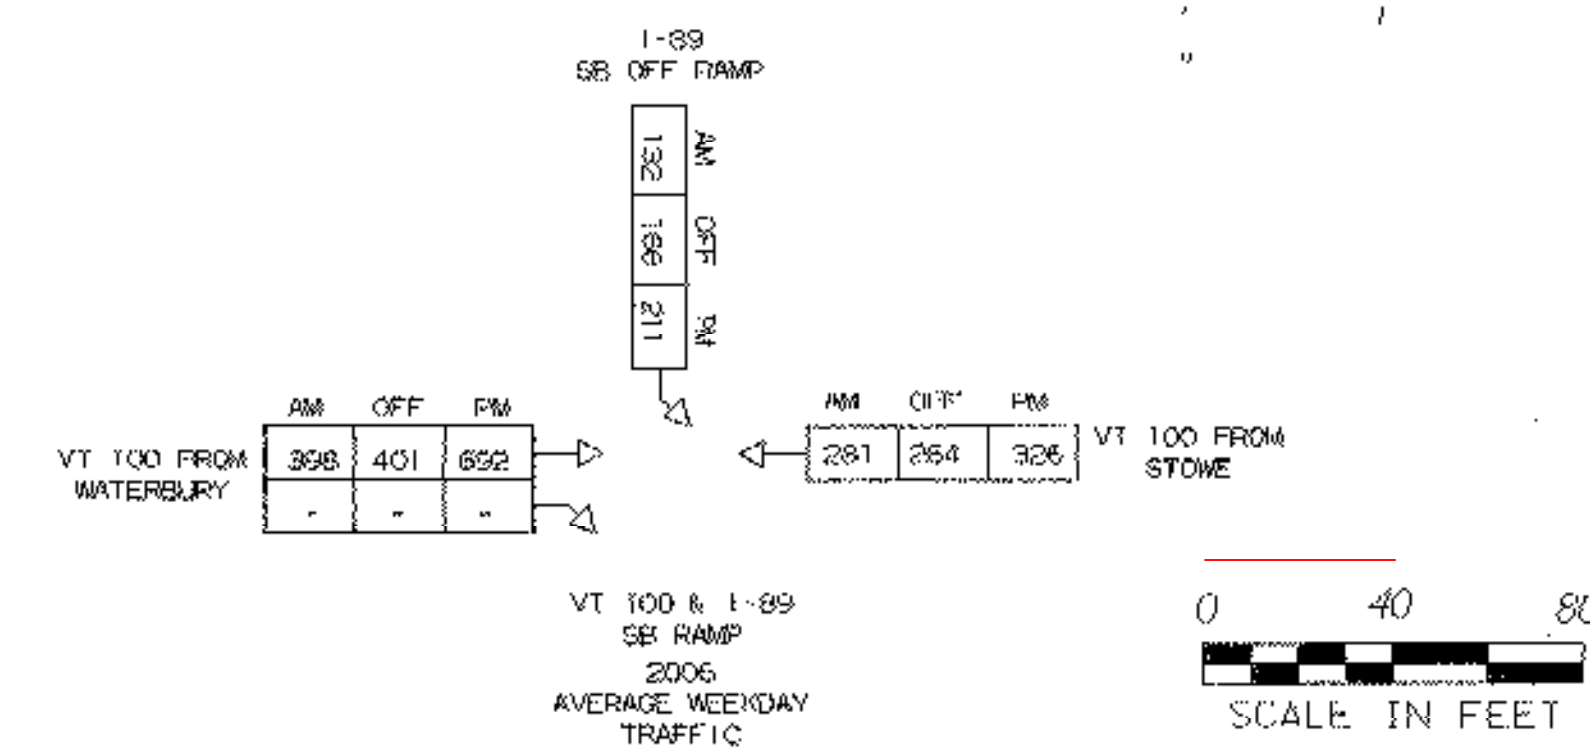 I-89
SB OFF RAMP
AM
132
OFF
166
PM
211
AM OFF PM
VT 100 FROM
WATERBURY
398 401 692
- - -
AM OFF PM
281 264 326
VT 100 FROM
STOWE
VT 100 & I-89
SB RAMP
2006
AVERAGE WEEKDAY
TRAFFIC
0 40
SCALE IN FEET